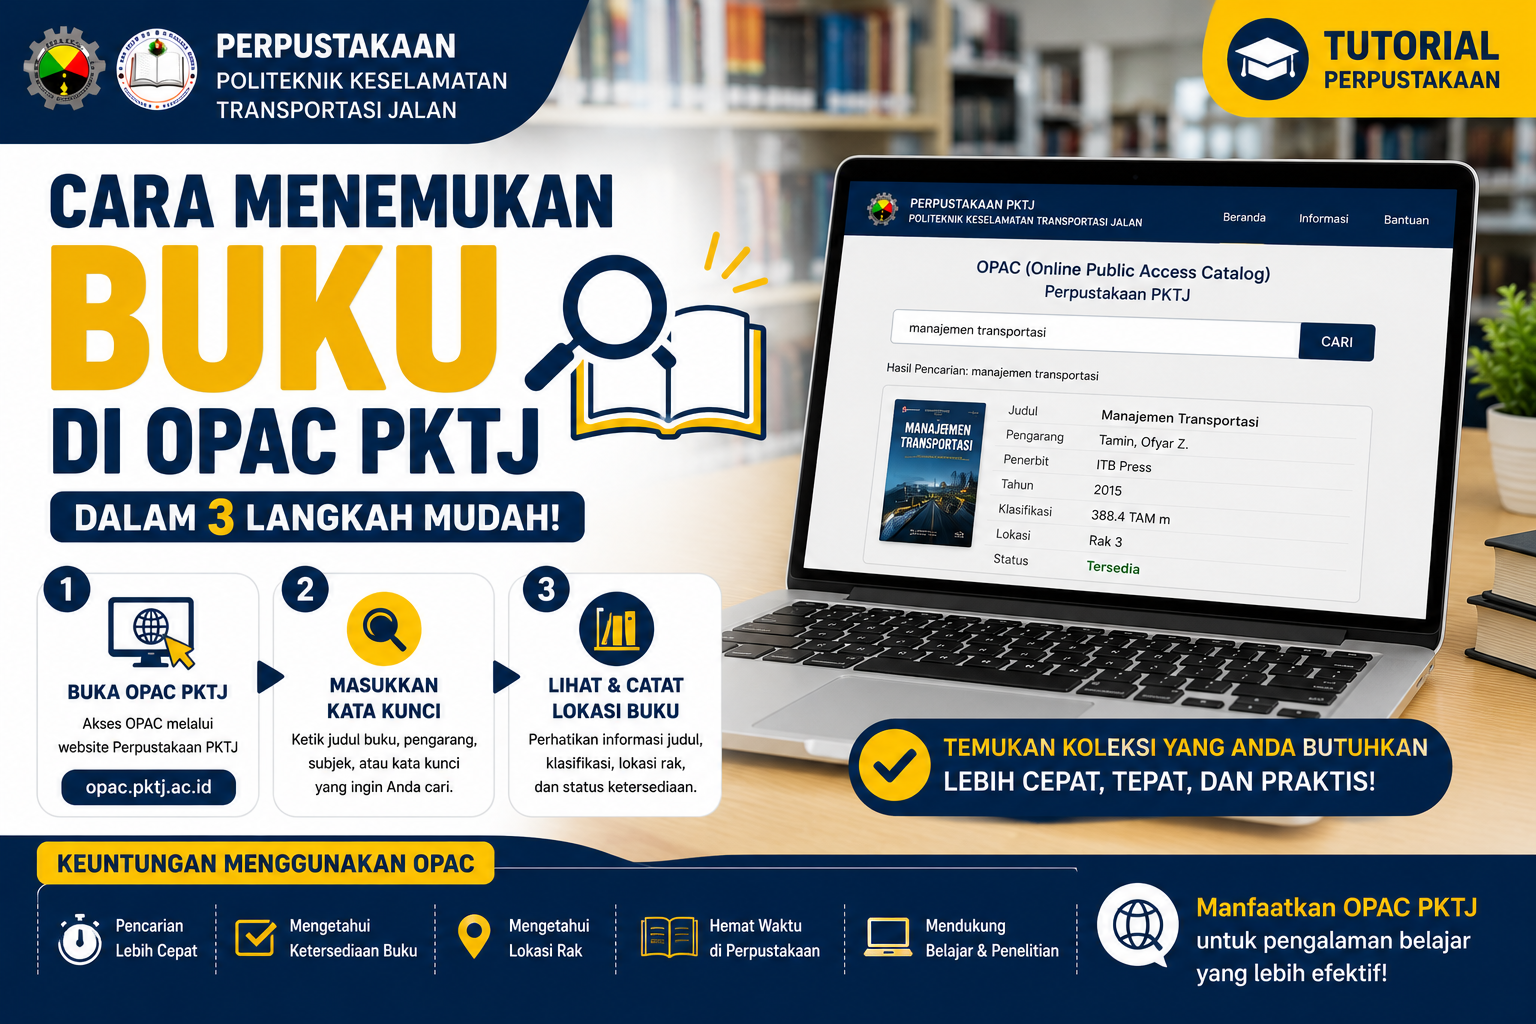 PERPUSTAKAAN
POLITEKNIK KESELAMATAN
TRANSPORTASI JALAN
TUTORIAL
PERPUSTAKAAN
CARA MENEMUKAN
BUKU
DI OPAC PKTJ
DALAM 3 LANGKAH MUDAH!
1
BUKA OPAC PKTJ
Akses OPAC melalui
website Perpustakaan PKTJ
opac.pktj.ac.id
2
MASUKKAN
KATA KUNCI
Ketik judul buku, pengarang,
subjek, atau kata kunci
yang ingin Anda cari.
3
LIHAT & CATAT
LOKASI BUKU
Perhatikan informasi judul,
klasifikasi, lokasi rak,
dan status ketersediaan.
PERPUSTAKAAN PKTJ
POLITEKNIK KESELAMATAN TRANSPORTASI JALAN
Beranda Informasi Bantuan
OPAC (Online Public Access Catalog)
Perpustakaan PKTJ
manajemen transportasi CARI
Hasil Pencarian: manajemen transportasi
MANAJEMEN
TRANSPORTASI
Judul Manajemen Transportasi
Pengarang Tamin, Ofyar Z.
Penerbit ITB Press
Tahun 2015
Klasifikasi 388.4 TAM m
Lokasi Rak 3
Status Tersedia
TEMUKAN KOLEKSI YANG ANDA BUTUHKAN
LEBIH CEPAT, TEPAT, DAN PRAKTIS!
KEUNTUNGAN MENGGUNAKAN OPAC
Pencarian
Lebih Cepat
Mengetahui
Ketersediaan Buku
Mengetahui
Lokasi Rak
Hemat Waktu
di Perpustakaan
Mendukung
Belajar & Penelitian
Manfaatkan OPAC PKTJ
untuk pengalaman belajar
yang lebih efektif!